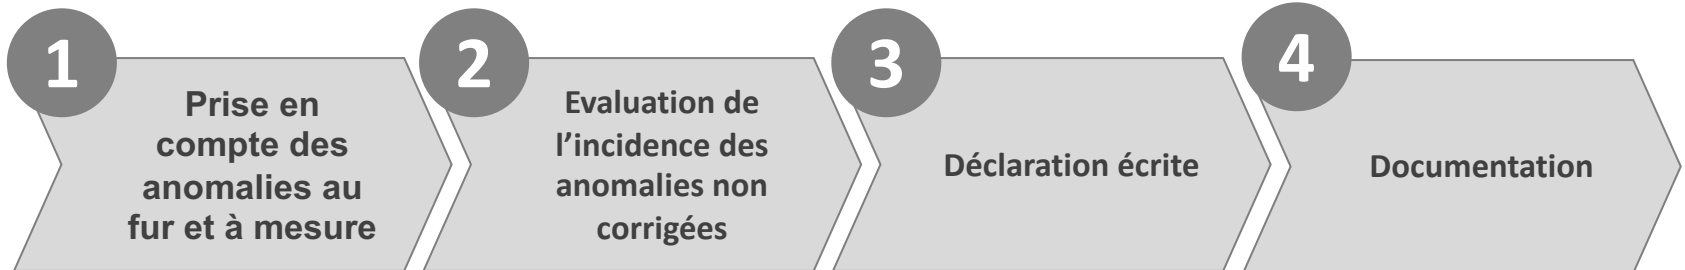 1
Prise en
compte des
anomalies au
fur et à mesure
2
Evaluation de
l’incidence des
anomalies non
corrigées
3
Déclaration écrite
4
Documentation